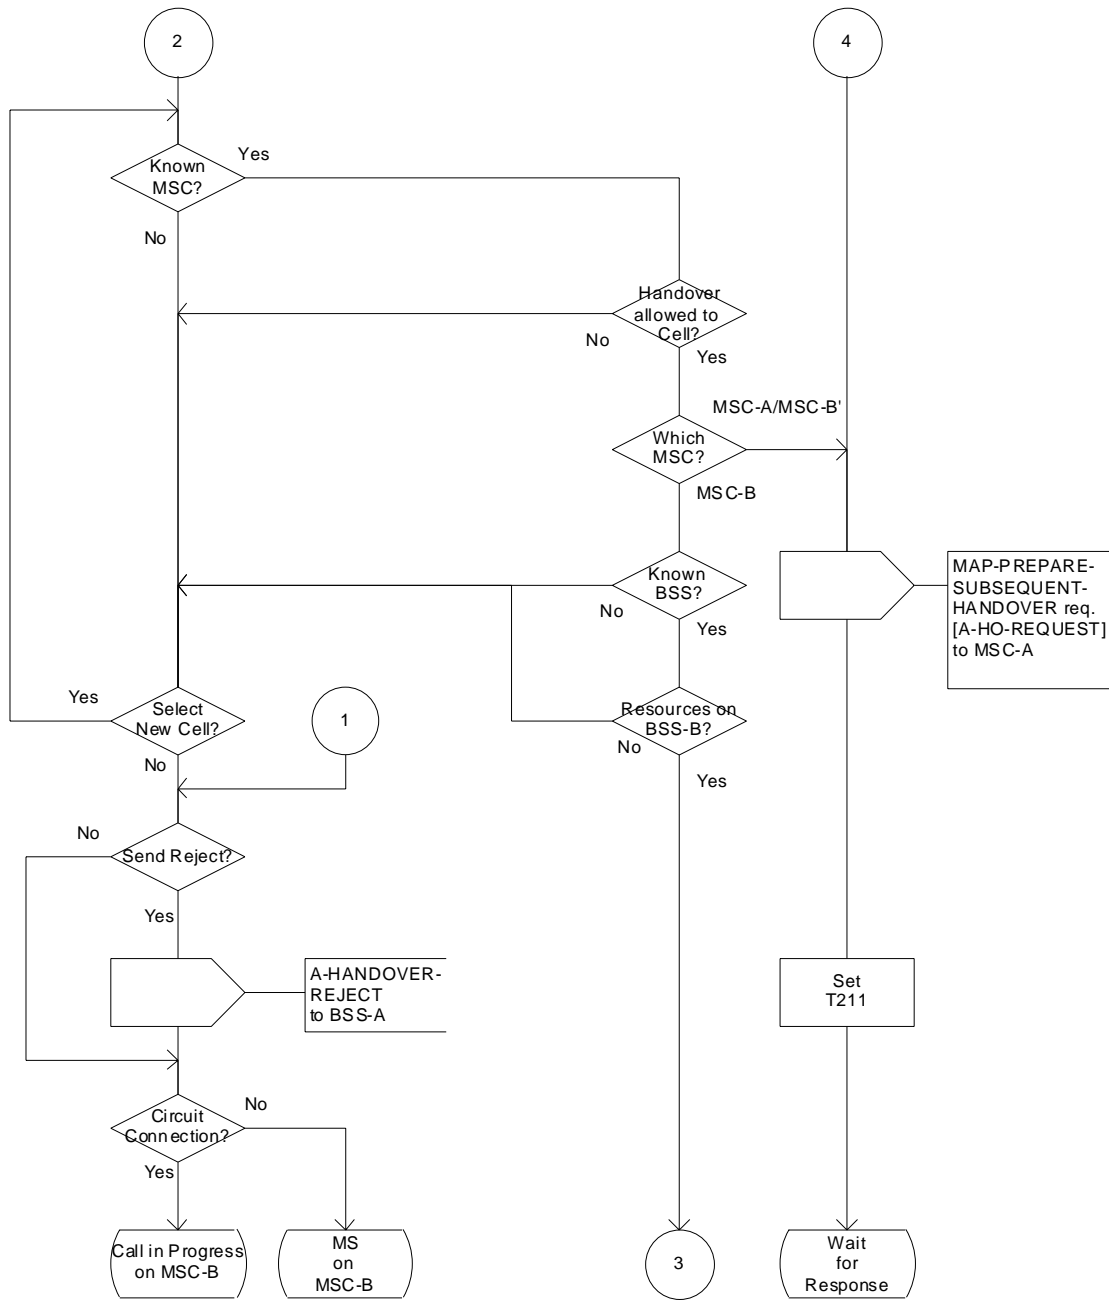 2
4
Known
MSC?
Yes
No
Handover
allowed to
Cell?
No
Yes
MSC-A/MSC-B'
Which
MSC?
MSC-B
Known
BSS?
No
Yes
MAP-PREPARE-
SUBSEQUENT-
HANDOVER req.
[A-HO-REQUEST]
to MSC-A
Yes
Select
New Cell?
No
1
Resources on
BSS-B?
No
Yes
No
Send Reject?
Yes
A-HANDOVER-
REJECT
to BSS-A
Set
T211
Circuit
Connection?
No
Yes
Call in Progress
on MSC-B
MS
on
MSC-B
3
Wait
for
Response